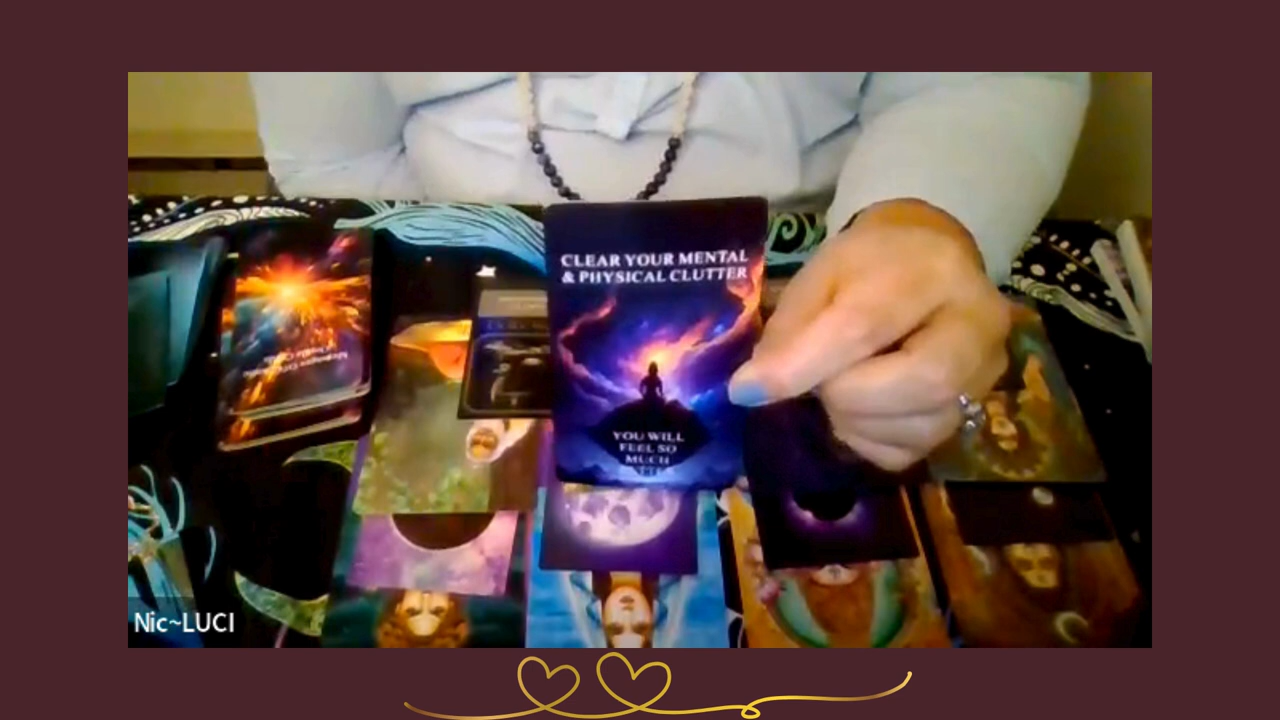 CLEAR YOUR MENTAL
& PHYSICAL CLUTTER
YOU WILL
FEEL SO
MUCH
Nic~LUCI